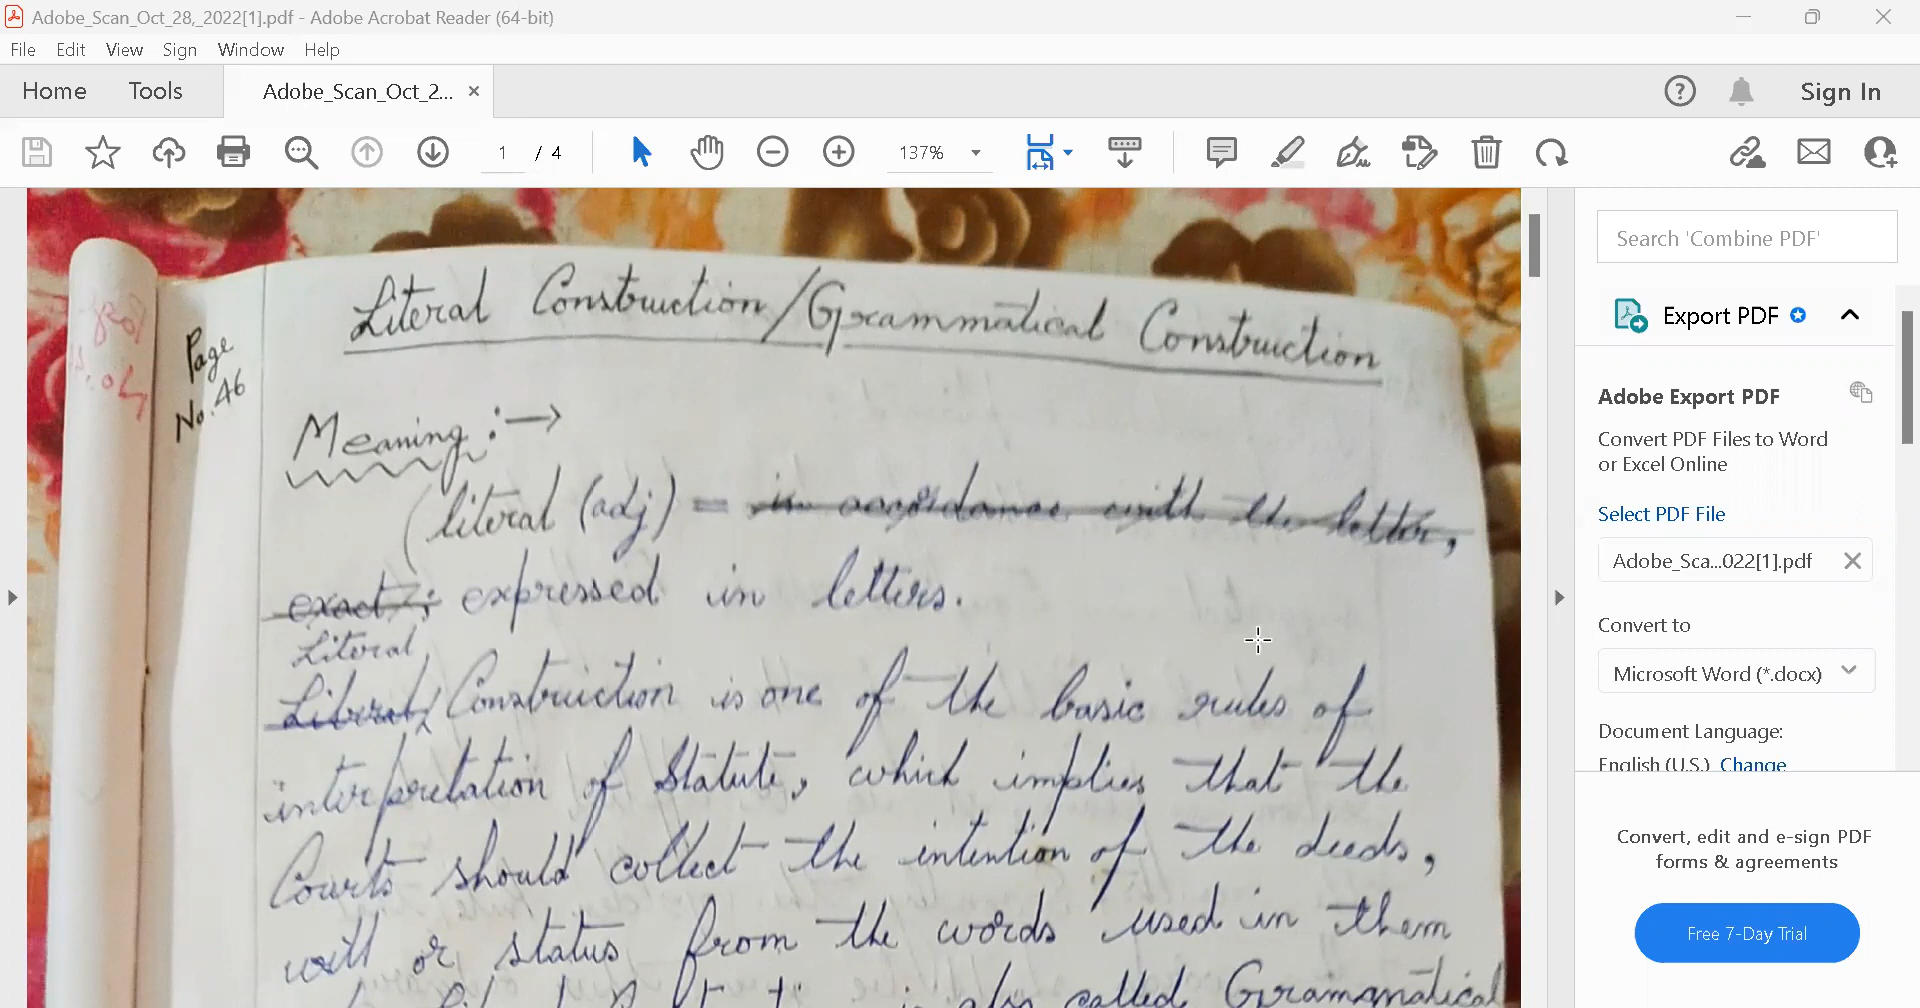 Adobe_Scan_Oct_28,_2022[1].pdf - Adobe Acrobat Reader (64-bit)
File Edit View Sign Window Help
Home Tools Adobe_Scan_Oct_2... × Sign In
1 / 4 137%
Literal Construction/Grammatical Construction
Page
No. 46
Meaning :→
(literal (adj) = in accordance with the letter,
exact; expressed in letters.
Literal
Literal/Construction is one of the basic rules of
interpretation of Statute, which implies that the
Courts should collect the intention of the deeds,
will or status from the words used in them
is also called Grammatical
Search 'Combine PDF'
Export PDF
Adobe Export PDF
Convert PDF Files to Word
or Excel Online
Select PDF File
Adobe_Sca...022[1].pdf
Convert to
Microsoft Word (*.docx)
Document Language:
English (U.S.) Change
Convert, edit and e-sign PDF
forms & agreements
Free 7-Day Trial